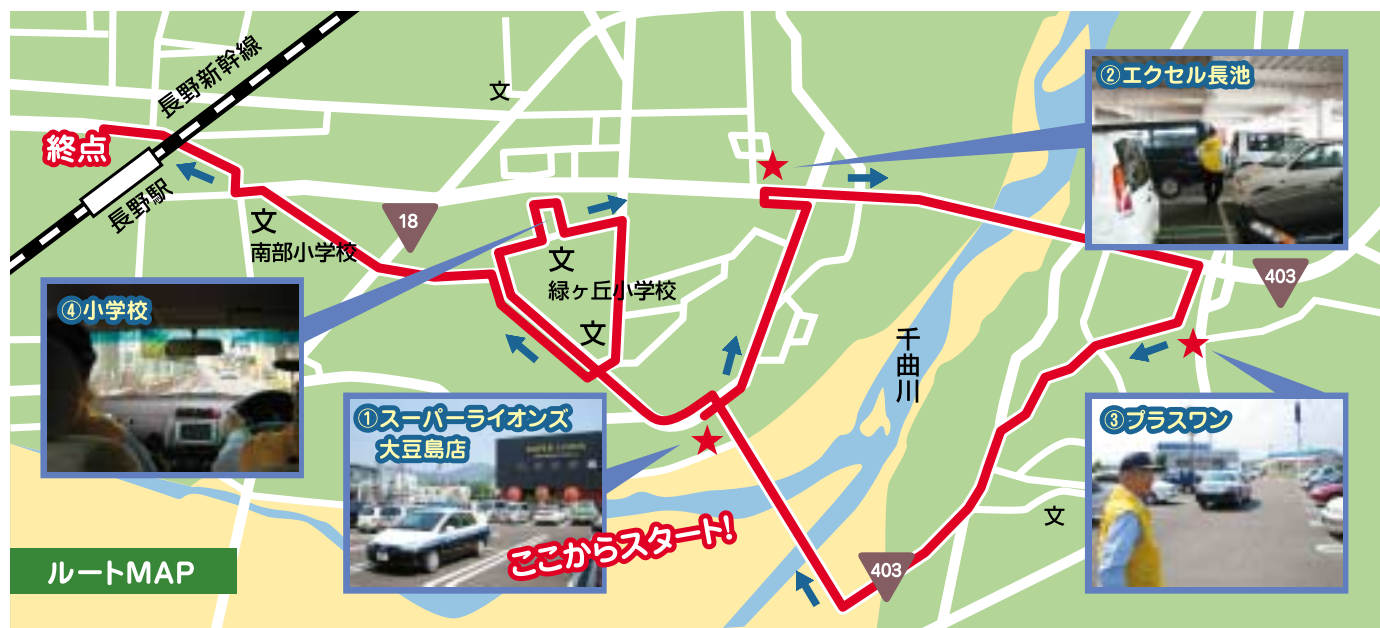 長野新幹線
終点
長野駅
文
文
南部小学校
18
文
緑ヶ丘小学校
文
②エクセル長池
403
④小学校
千曲川
①スーパーライオンズ
大豆島店
③プラスワン
文
ここからスタート!
403
ルートMAP